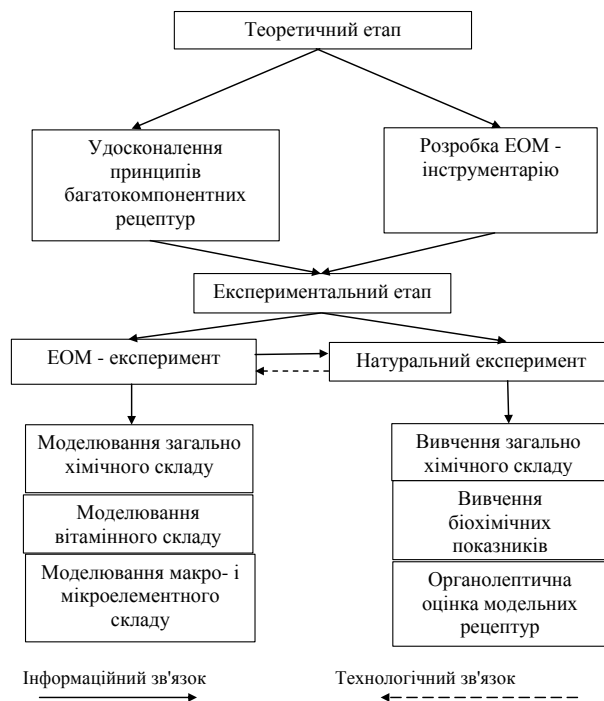 Теоретичний етап
Удосконалення
принципів
багатокомпонентних
рецептур
Розробка ЕОМ -
інструментарію
Експериментальний етап
ЕОМ - експеримент
Натуральний експеримент
Моделювання загально
хімічного складу
Моделювання
вітамінного складу
Моделювання макро- і
мікроелементного
складу
Вивчення загально
хімічного складу
Вивчення
біохімічних
показників
Органолептична
оцінка модельних
рецептур
Інформаційний зв'язок
Технологічний зв'язок